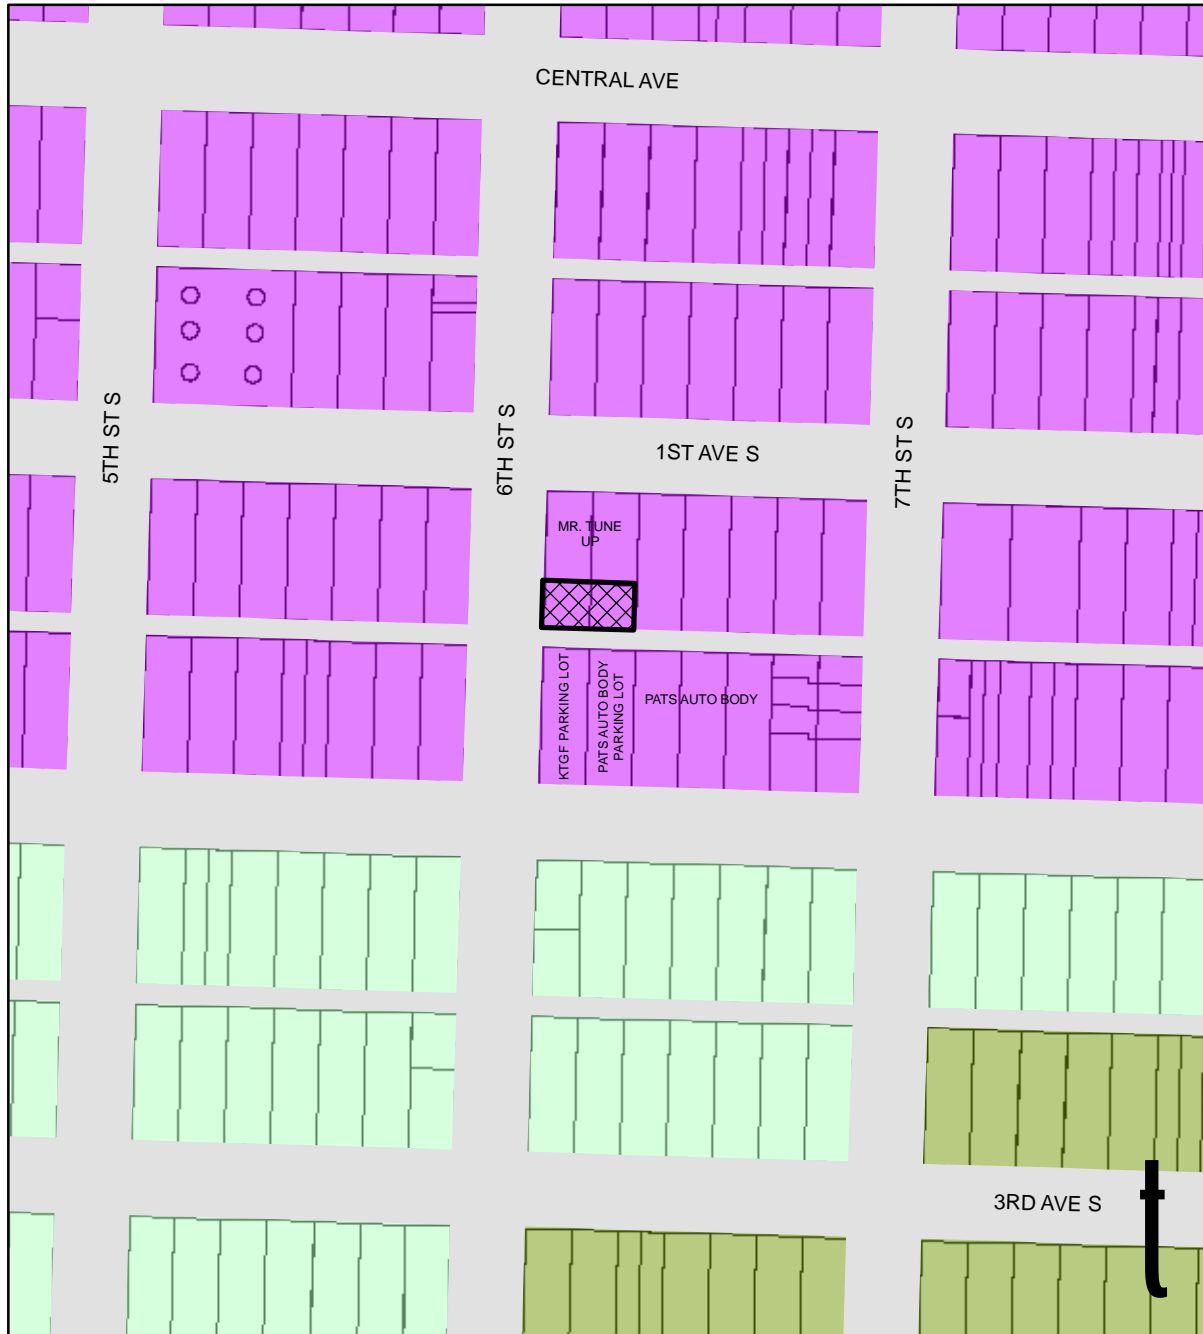 CENTRAL AVE
5TH ST S
6TH ST S
1ST AVE S
7TH ST S
MR. TUNE
UP
KTGF PARKING LOT
PATS AUTO BODY
PARKING LOT
PATS AUTO BODY
3RD AVE S
t